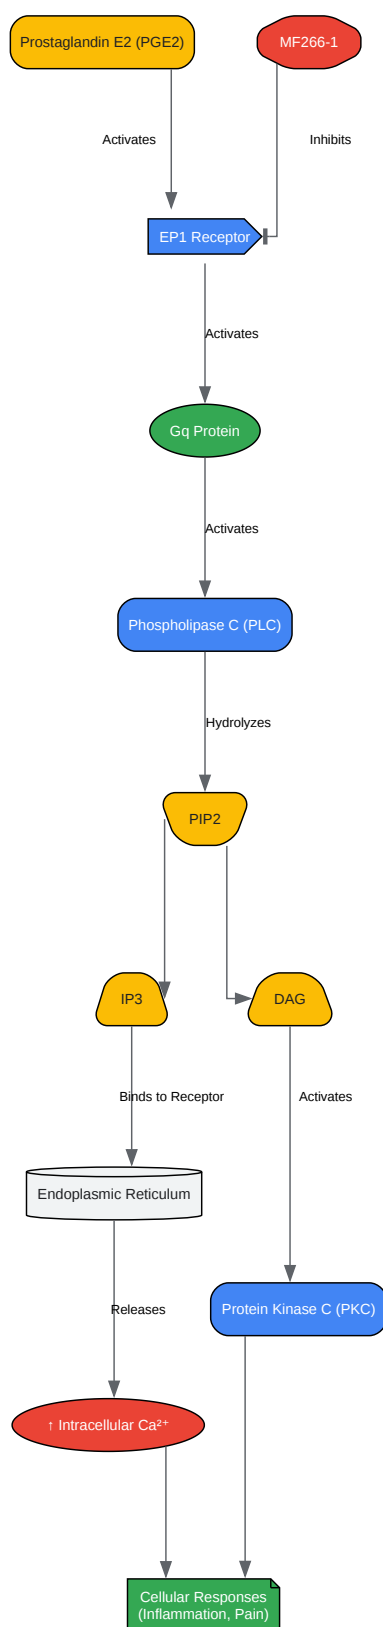 Prostaglandin E2 (PGE2)
MF266-1
Activates
Inhibits
EP1 Receptor
Activates
Gq Protein
Activates
Phospholipase C (PLC)
Hydrolyzes
PIP2
IP3
DAG
Binds to Receptor
Activates
Endoplasmic Reticulum
Releases
Protein Kinase C (PKC)
↑ Intracellular Ca²⁺
Cellular Responses
(Inflammation, Pain)